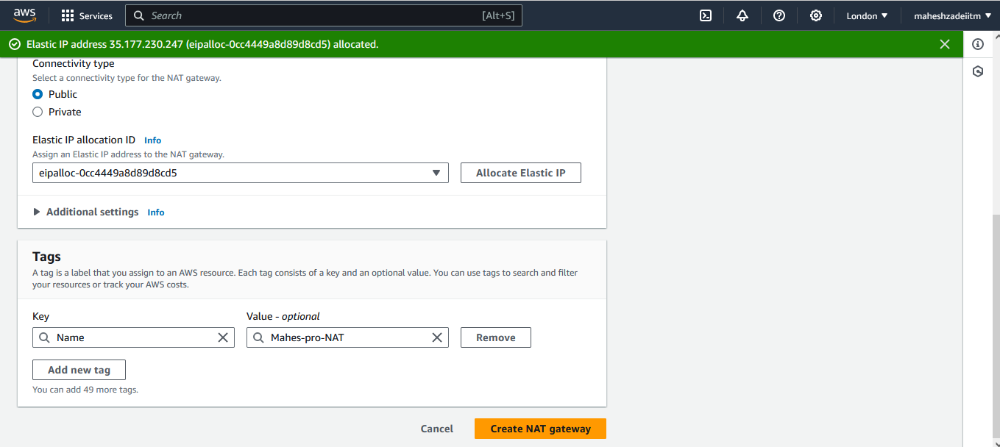 aws
Services
Search
[Alt+S]
London
maheshzadeiitm
Elastic IP address 35.177.230.247 (eipalloc-0cc4449a8d89d8cd5) allocated.
Connectivity type
Select a connectivity type for the NAT gateway.
Public
Private
Elastic IP allocation ID Info
Assign an Elastic IP address to the NAT gateway.
eipalloc-0cc4449a8d89d8cd5
Allocate Elastic IP
Additional settings Info
Tags
A tag is a label that you assign to an AWS resource. Each tag consists of a key and an optional value. You can use tags to search and filter
your resources or track your AWS costs.
Key
Value - optional
Name
Mahes-pro-NAT
Remove
Add new tag
You can add 49 more tags.
Cancel
Create NAT gateway